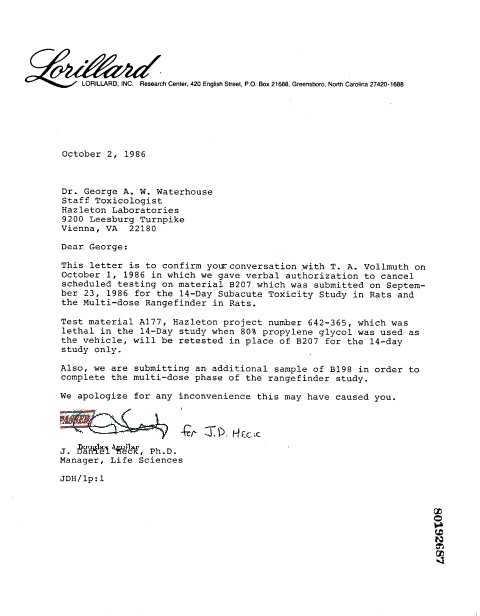 Lorillard
LORILLARD, INC. Research Center, 420 English Street, P.O. Box 21688, Greensboro, North Carolina 27420-1688
October 2, 1986
Dr. George A. W. Waterhouse
Staff Toxicologist
Hazleton Laboratories
9200 Leesburg Turnpike
Vienna, VA 22180
Dear George:
This letter is to confirm your conversation with T. A. Vollmuth on
October 1, 1986 in which we gave verbal authorization to cancel
scheduled testing on material B207 which was submitted on Septem-
ber 23, 1986 for the 14-Day Subacute Toxicity Study in Rats and
the Multi-dose Rangefinder in Rats.
Test material A177, Hazleton project number 642-365, which was
lethal in the 14-Day study when 80% propylene glycol was used as
the vehicle, will be retested in place of B207 for the 14-day
study only.
Also, we are submitting an additional sample of B198 in order to
complete the multi-dose phase of the rangefinder study.
We apologize for any inconvenience this may have caused you.
for J.D. Heck
J. Daniel Heck, Ph.D.
Manager, Life Sciences
JDH/lp:1
80192687